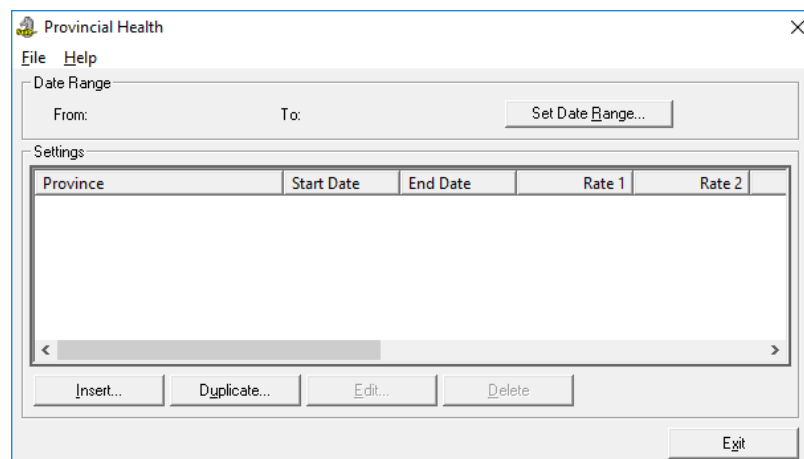 Provincial Health
File Help
Date Range
From: To: Set Date Range...
Settings
Province Start Date End Date Rate 1 Rate 2
Insert... Duplicate... Edit... Delete
Exit